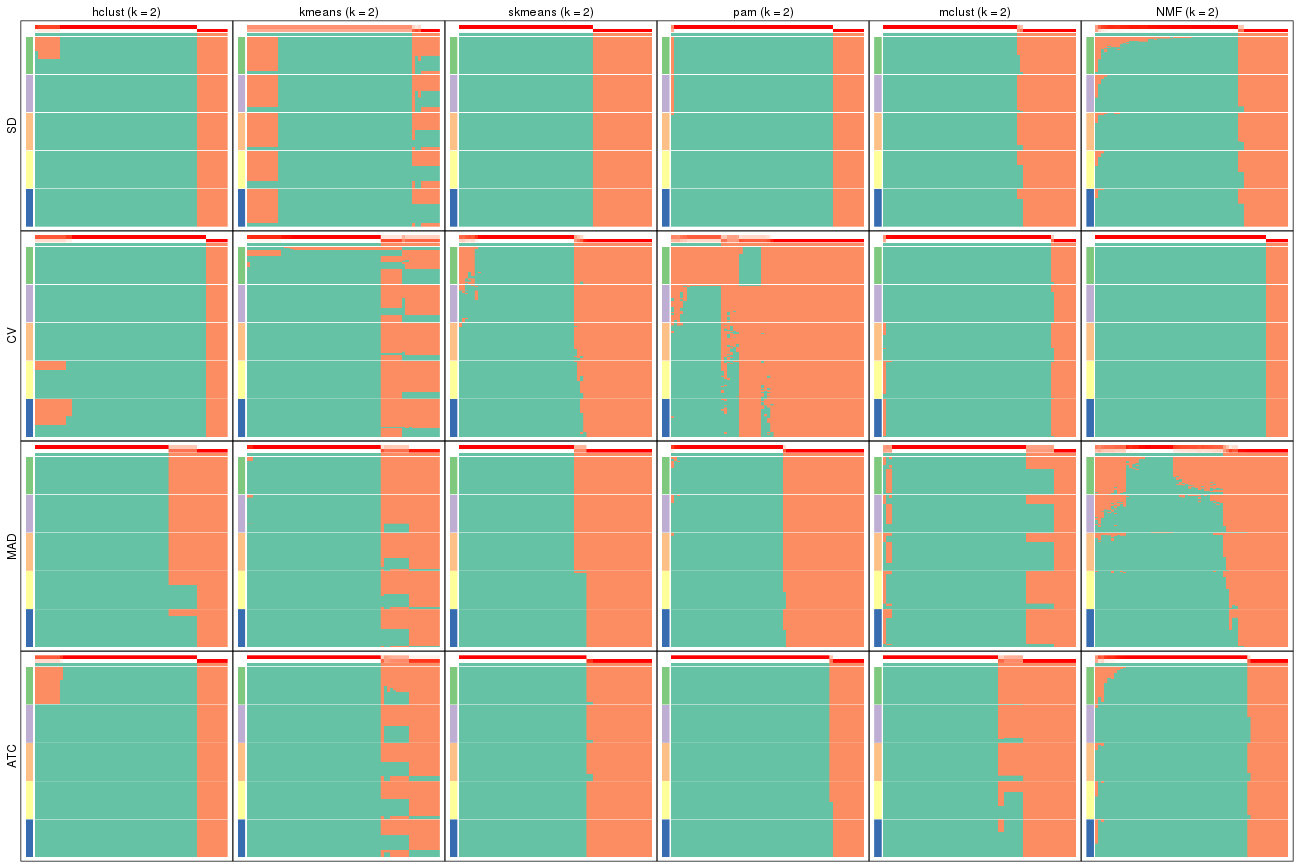 hclust (k = 2)
kmeans (k = 2)
skmeans (k = 2)
pam (k = 2)
mclust (k = 2)
NMF (k = 2)
SD
CV
MAD
ATC